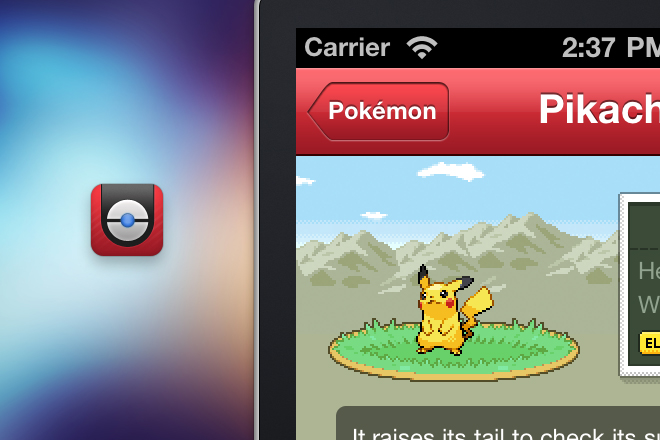 Carrier 2:37 PM
Pokémon
Pikach
He
W
EL
It raises its tail to check its su